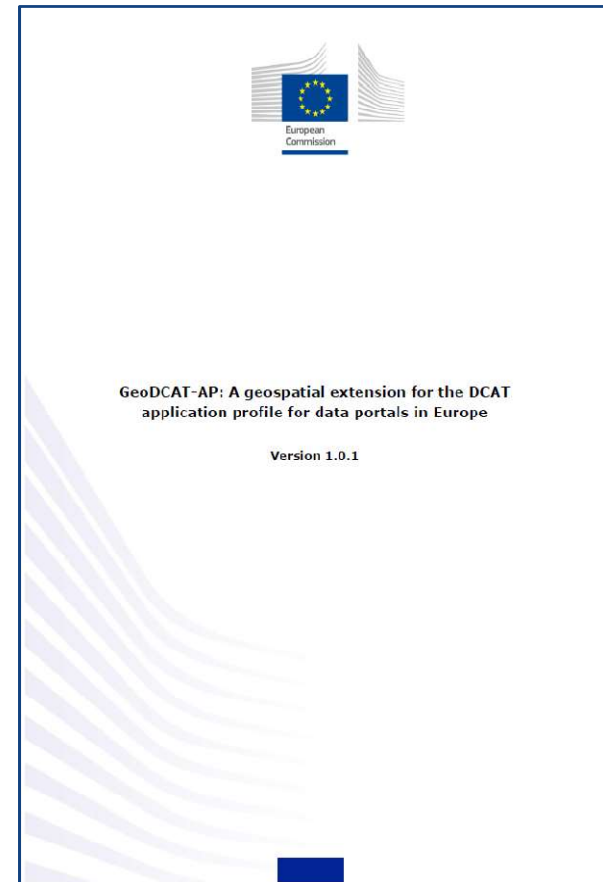 European
Commission
GeoDCAT-AP: A geospatial extension for the DCAT
application profile for data portals in Europe
Version 1.0.1